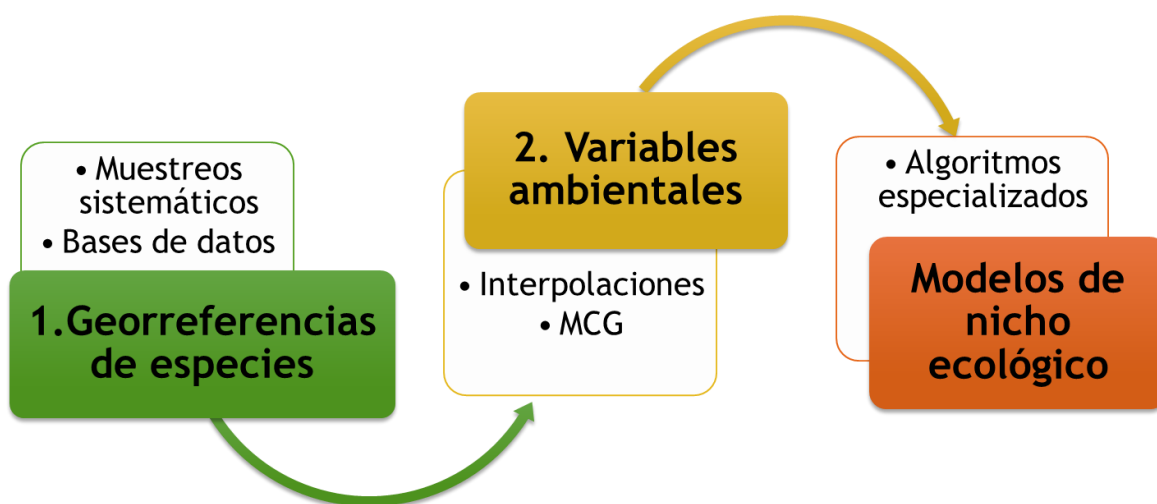 • Muestreos
sistemáticos
• Bases de datos
1.Georreferencias
de especies
2. Variables
ambientales
• Interpolaciones
• MCG
• Algoritmos
especializados
Modelos de
nicho
ecológico